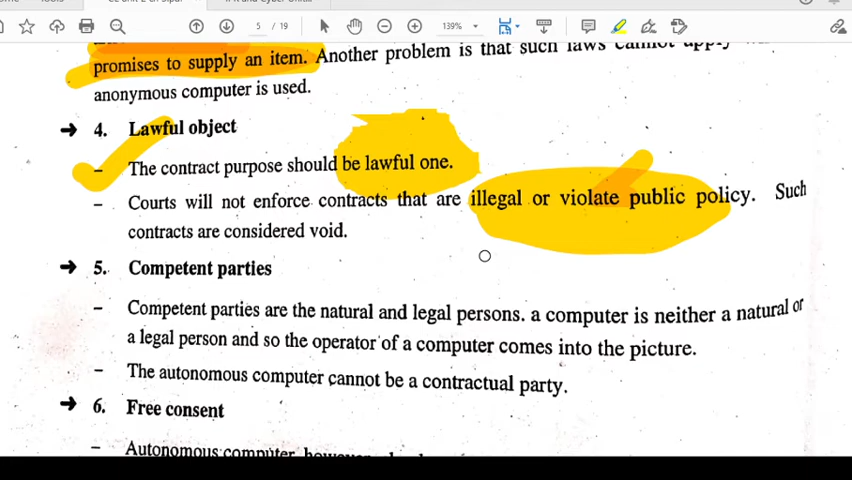 5 / 19
139%
promises to supply an item. Another problem is that such laws cannot apply
anonymous computer is used.
→ 4. Lawful object
– The contract purpose should be lawful one.
– Courts will not enforce contracts that are illegal or violate public policy. Such
contracts are considered void.
→ 5. Competent parties
– Competent parties are the natural and legal persons. a computer is neither a natural or
a legal person and so the operator of a computer comes into the picture.
– The autonomous computer cannot be a contractual party.
→ 6. Free consent
– Autonomous computer,